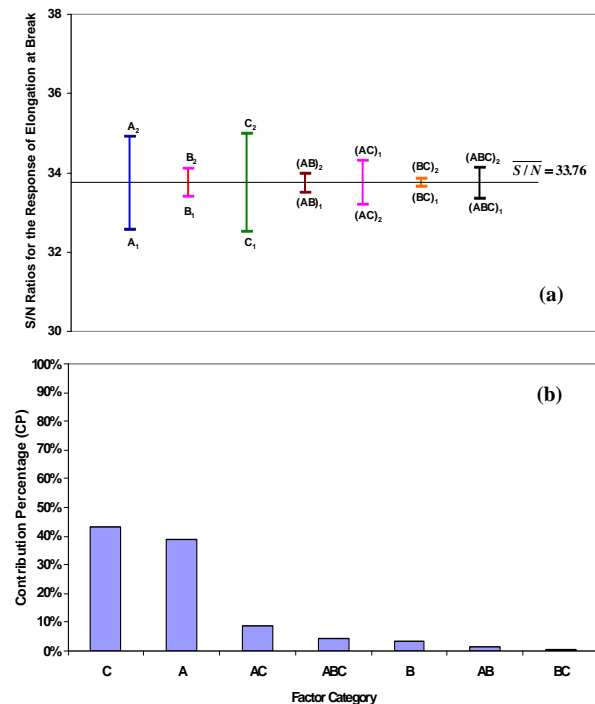 S/N Ratios for the Response of Elongation at Break
38
36
34
32
30
A2
A1
B2
B1
C2
C1
(AB)2
(AB)1
(AC)1
(AC)2
(BC)2
(BC)1
(ABC)2
(ABC)1
S/N = 33.76
(a)
Contribution Percentage (CP)
100%
90%
80%
70%
60%
50%
40%
30%
20%
10%
0%
(b)
C A AC ABC B AB BC
Factor Category